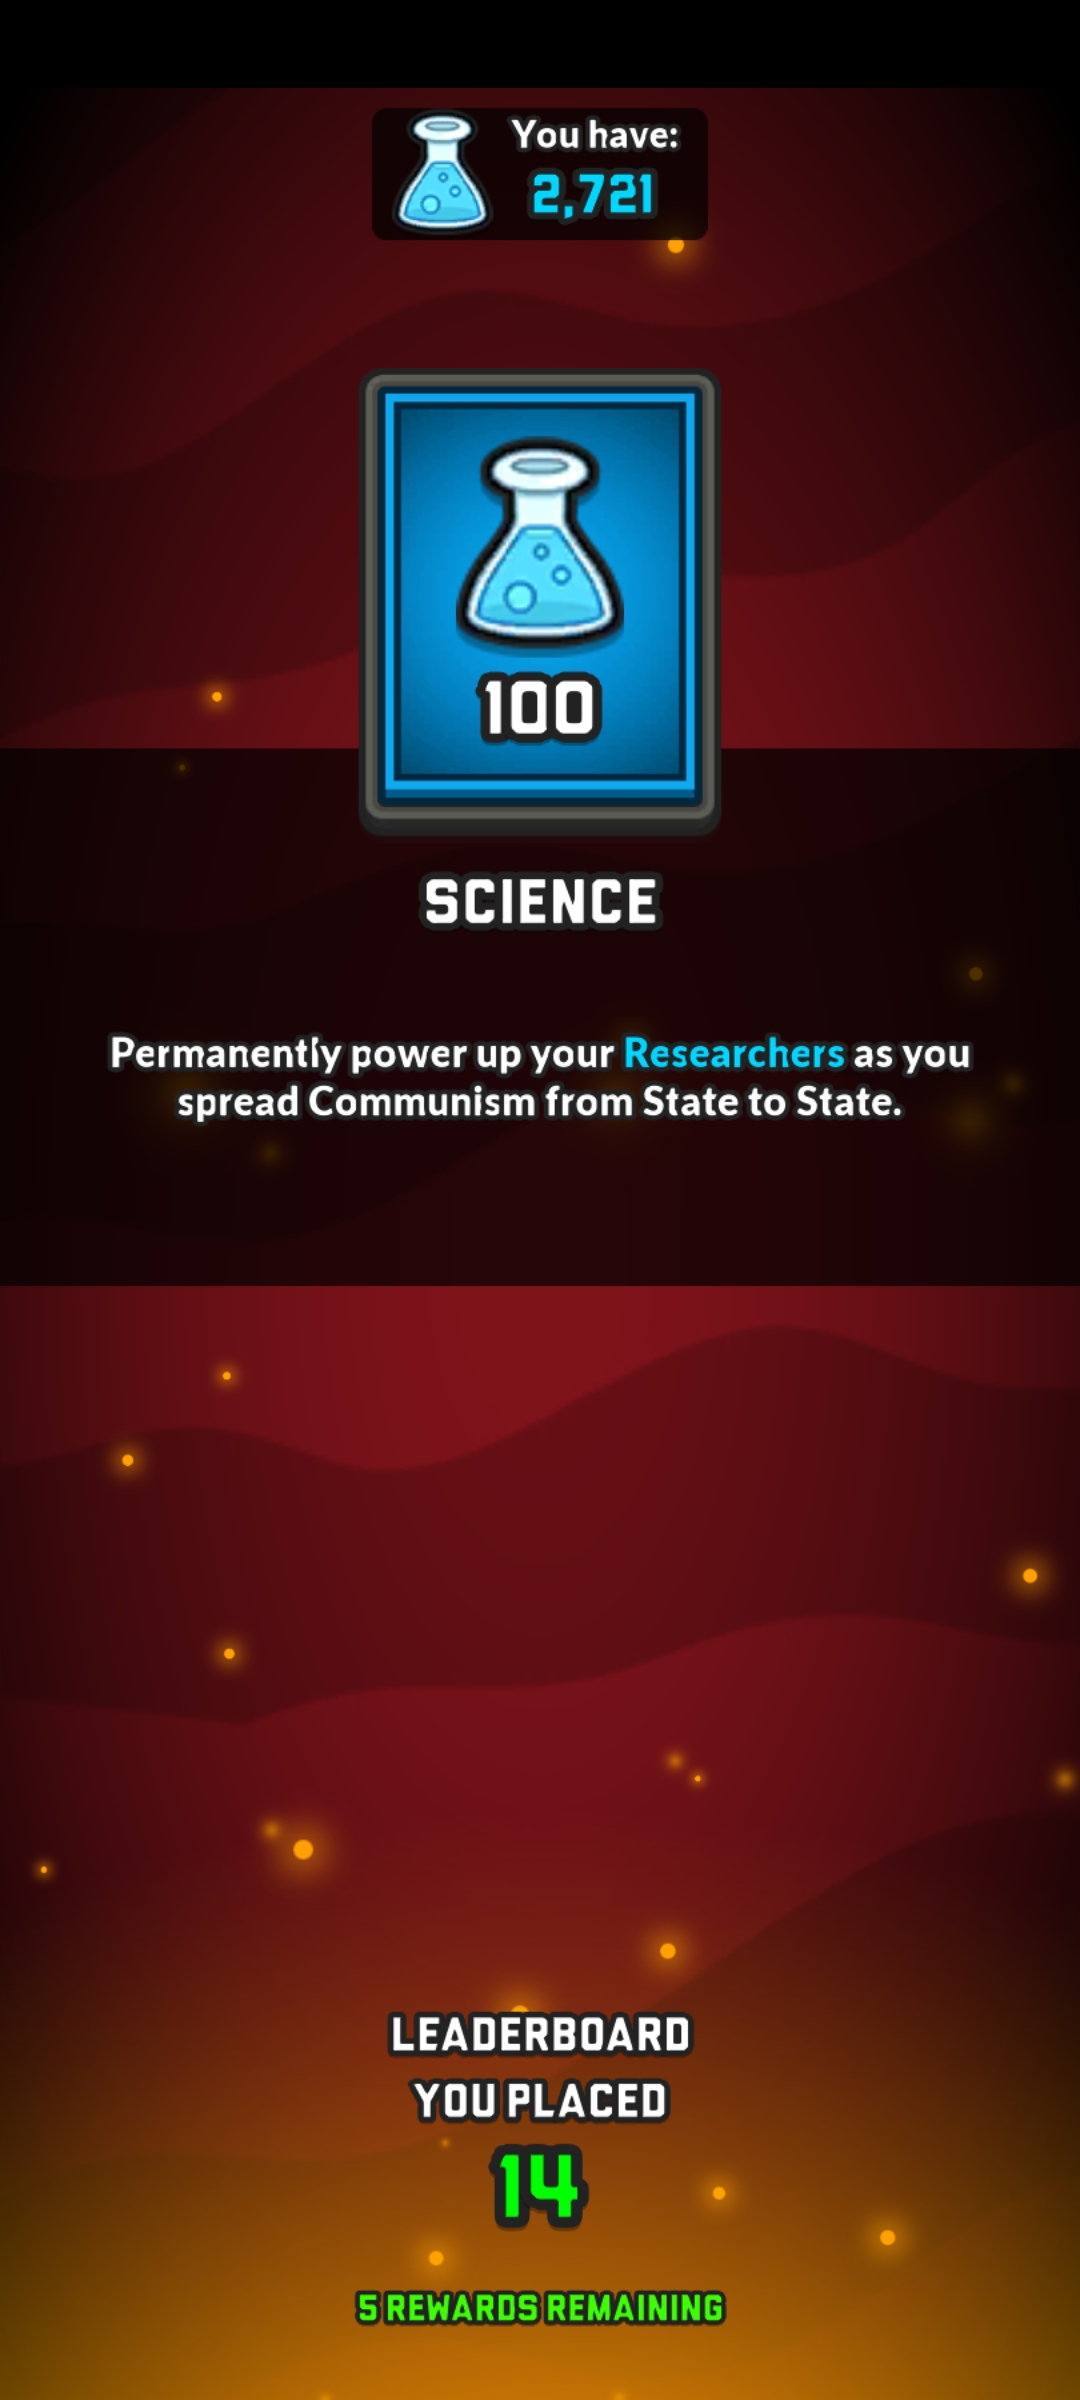 You have:
2,721
100
SCIENCE
Permanently power up your Researchers as you
spread Communism from State to State.
LEADERBOARD
YOU PLACED
14
5 REWARDS REMAINING